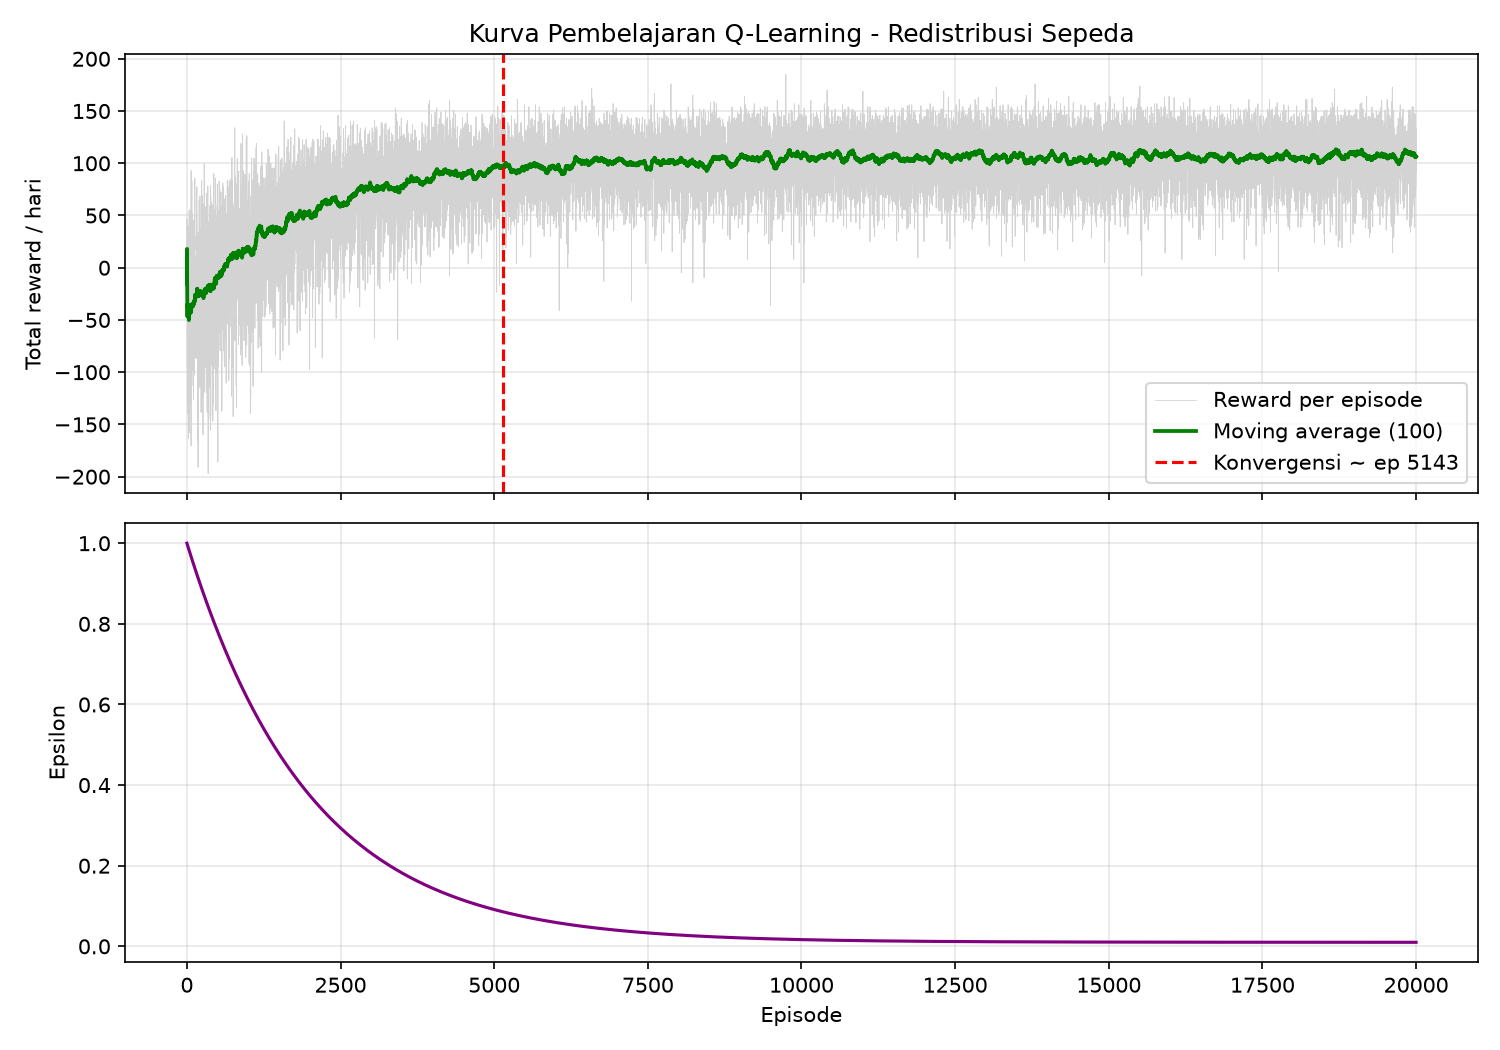 Kurva Pembelajaran Q-Learning - Redistribusi Sepeda
Total reward / hari
200
150
100
50
0
−50
−100
−150
−200
Reward per episode
Moving average (100)
Konvergensi ~ ep 5143
Epsilon
1.0
0.8
0.6
0.4
0.2
0.0
0 2500 5000 7500 10000 12500 15000 17500 20000
Episode